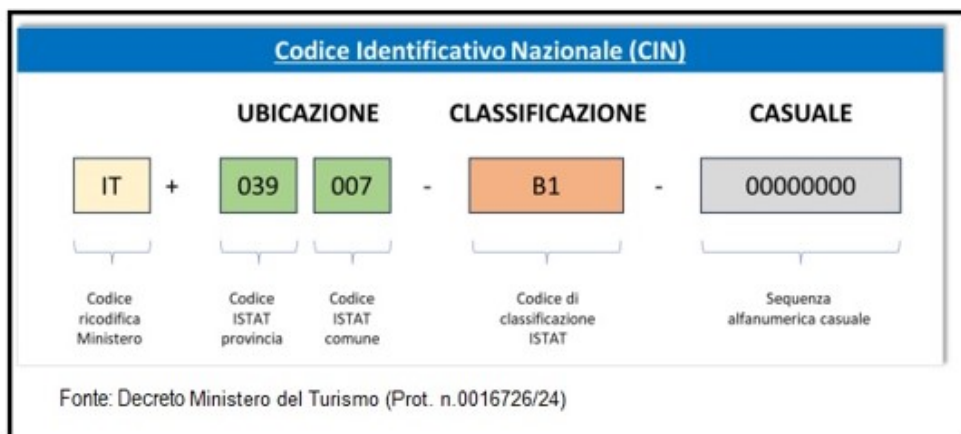 Codice Identificativo Nazionale (CIN)
UBICAZIONE CLASSIFICAZIONE CASUALE
IT + 039 007 - B1 - 00000000
Codice
ricodifica
Ministero
Codice
ISTAT
provincia
Codice
ISTAT
comune
Codice di
classificazione
ISTAT
Sequenza
alfanumerica casuale
Fonte: Decreto Ministero del Turismo (Prot. n.0016726/24)